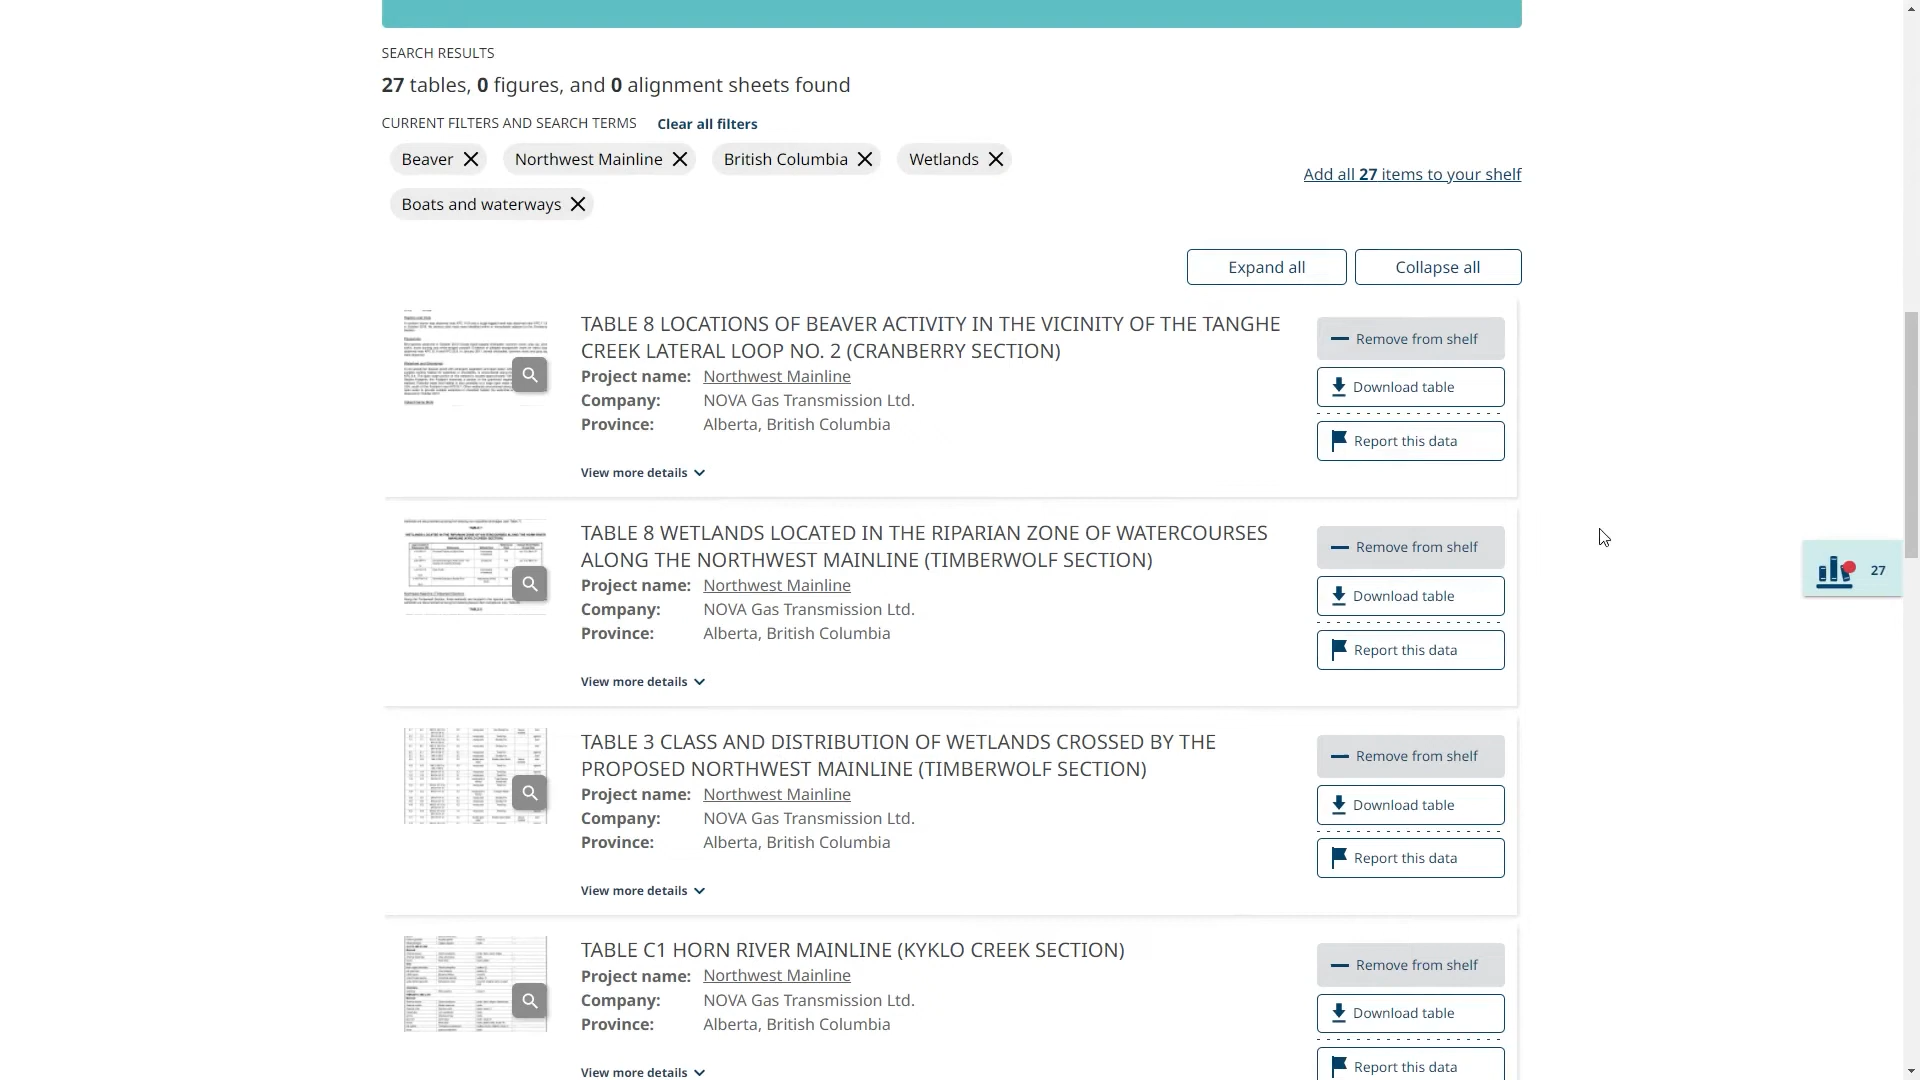 SEARCH RESULTS
27 tables, 0 figures, and 0 alignment sheets found
CURRENT FILTERS AND SEARCH TERMS Clear all filters
Beaver Northwest Mainline British Columbia Wetlands
Boats and waterways
Add all 27 items to your shelf
Expand all Collapse all
TABLE 8 LOCATIONS OF BEAVER ACTIVITY IN THE VICINITY OF THE TANGHE
CREEK LATERAL LOOP NO. 2 (CRANBERRY SECTION)
Project name: Northwest Mainline
Company: NOVA Gas Transmission Ltd.
Province: Alberta, British Columbia
View more details
Remove from shelf
Download table
Report this data
TABLE 8 WETLANDS LOCATED IN THE RIPARIAN ZONE OF WATERCOURSES
ALONG THE NORTHWEST MAINLINE (TIMBERWOLF SECTION)
Project name: Northwest Mainline
Company: NOVA Gas Transmission Ltd.
Province: Alberta, British Columbia
View more details
Remove from shelf
Download table
Report this data
27
TABLE 3 CLASS AND DISTRIBUTION OF WETLANDS CROSSED BY THE
PROPOSED NORTHWEST MAINLINE (TIMBERWOLF SECTION)
Project name: Northwest Mainline
Company: NOVA Gas Transmission Ltd.
Province: Alberta, British Columbia
View more details
Remove from shelf
Download table
Report this data
TABLE C1 HORN RIVER MAINLINE (KYKLO CREEK SECTION)
Project name: Northwest Mainline
Company: NOVA Gas Transmission Ltd.
Province: Alberta, British Columbia
View more details
Remove from shelf
Download table
Report this data